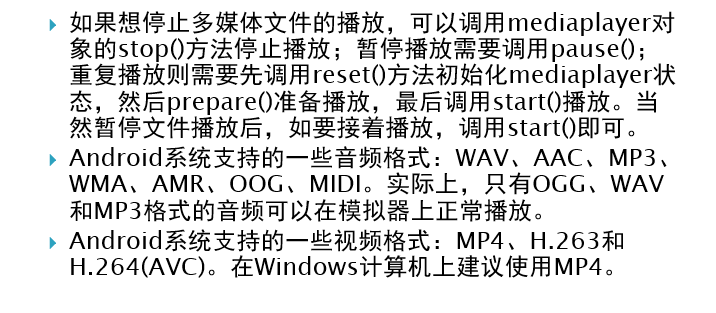 如果想停止多媒体文件的播放，可以调用mediaplayer对
象的stop()方法停止播放；暂停播放需要调用pause()；
重复播放则需要先调用reset()方法初始化mediaplayer状
态，然后prepare()准备播放，最后调用start()播放。当
然暂停文件播放后，如要接着播放，调用start()即可。
Android系统支持的一些音频格式：WAV、AAC、MP3、
WMA、AMR、OOG、MIDI。实际上，只有OGG、WAV
和MP3格式的音频可以在模拟器上正常播放。
Android系统支持的一些视频格式：MP4、H.263和
H.264(AVC)。在Windows计算机上建议使用MP4。